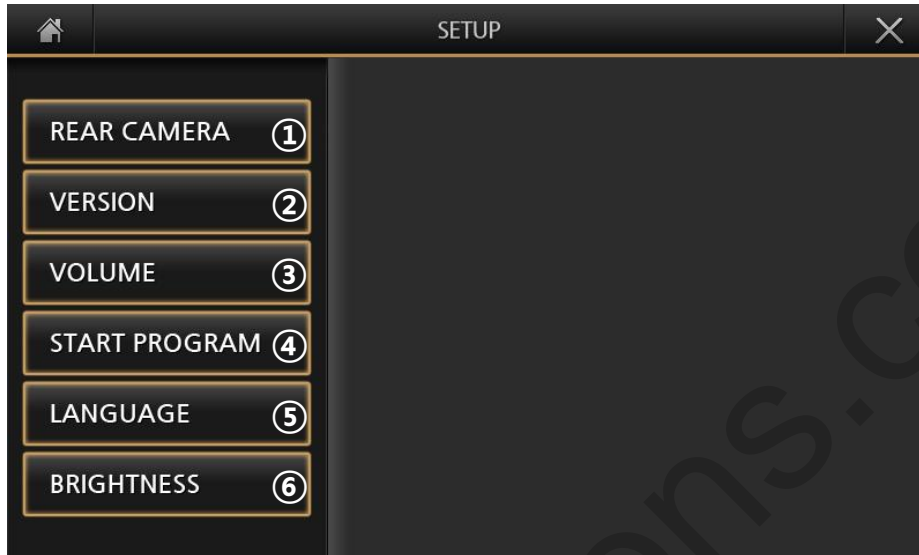 SETUP
REAR CAMERA ①
VERSION ②
VOLUME ③
START PROGRAM ④
LANGUAGE ⑤
BRIGHTNESS ⑥